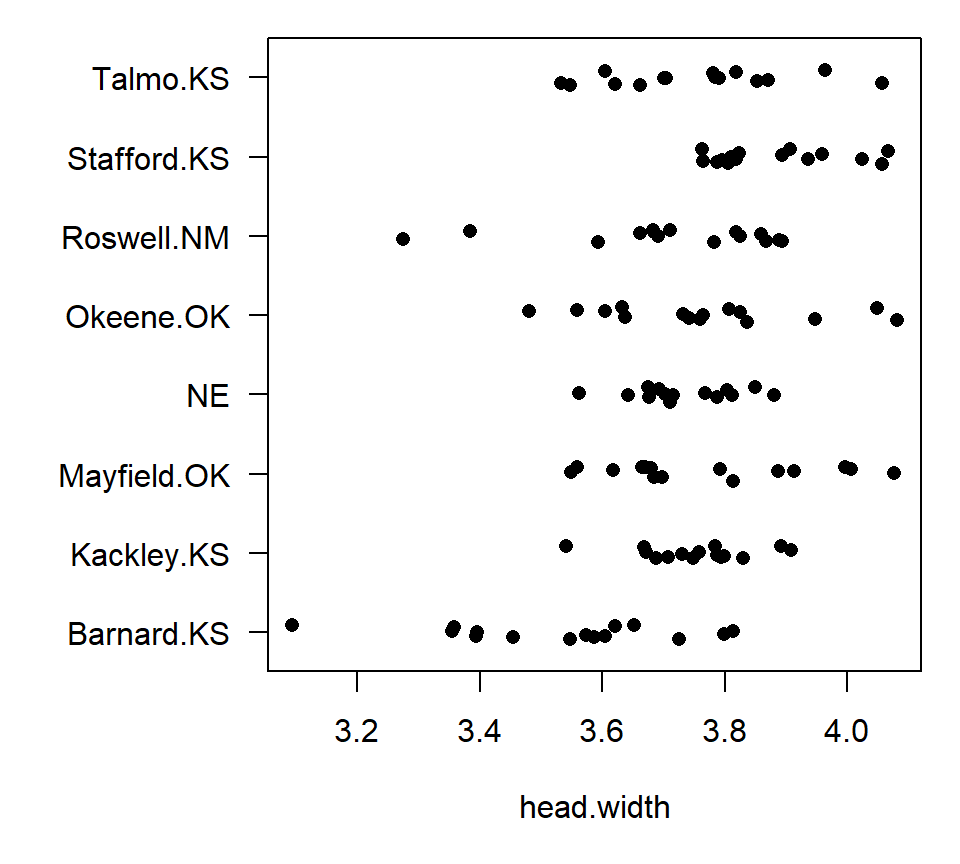 Talmo.KS
Stafford.KS
Roswell.NM
Okeene.OK
NE
Mayfield.OK
Kackley.KS
Barnard.KS
3.2 3.4 3.6 3.8 4.0
head.width